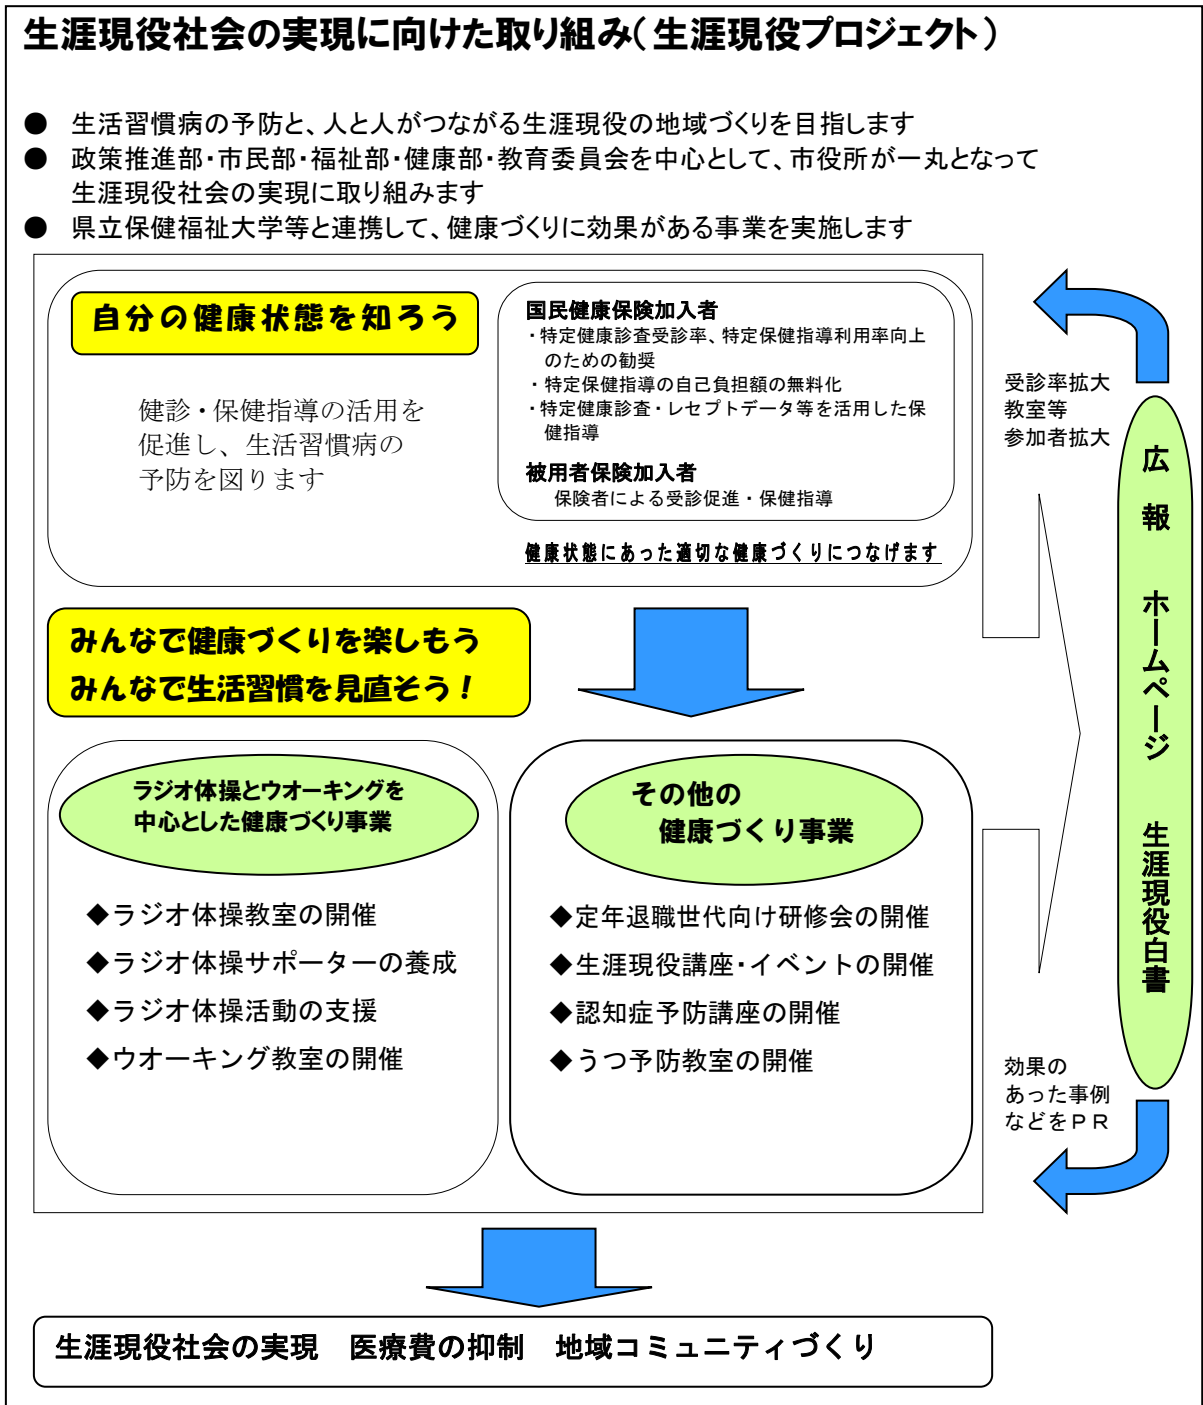 生涯現役社会の実現に向けた取り組み（生涯現役プロジェクト）
● 生活習慣病の予防と、人と人がつながる生涯現役の地域づくりを目指します
● 政策推進部・市民部・福祉部・健康部・教育委員会を中心として、市役所が一丸となって
生涯現役社会の実現に取り組みます
● 県立保健福祉大学等と連携して、健康づくりに効果がある事業を実施します
自分の健康状態を知ろう
健診・保健指導の活用を
促進し、生活習慣病の
予防を図ります
国民健康保険加入者
・特定健康診査受診率、特定保健指導利用率向上
のための勧奨
・特定保健指導の自己負担額の無料化
・特定健康診査・レセプトデータ等を活用した保
健指導
被用者保険加入者
保険者による受診促進・保健指導
健康状態にあった適切な健康づくりにつなげます
みんなで健康づくりを楽しもう
みんなで生活習慣を見直そう！
ラジオ体操とウオーキングを
中心とした健康づくり事業
◆ラジオ体操教室の開催
◆ラジオ体操サポーターの養成
◆ラジオ体操活動の支援
◆ウオーキング教室の開催
その他の
健康づくり事業
◆定年退職世代向け研修会の開催
◆生涯現役講座・イベントの開催
◆認知症予防講座の開催
◆うつ予防教室の開催
受診率拡大
教室等
参加者拡大
広報 ホームページ 生涯現役白書
効果の
あった事例
などをＰＲ
生涯現役社会の実現 医療費の抑制 地域コミュニティづくり